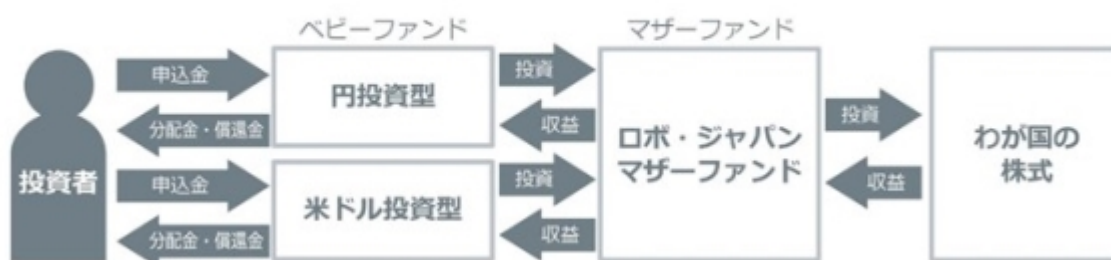 ベビーファンド
マザーファンド
投資者
申込金
分配金・償還金
申込金
分配金・償還金
円投資型
米ドル投資型
投資
収益
投資
収益
ロボ・ジャパン
マザーファンド
投資
収益
わが国の
株式